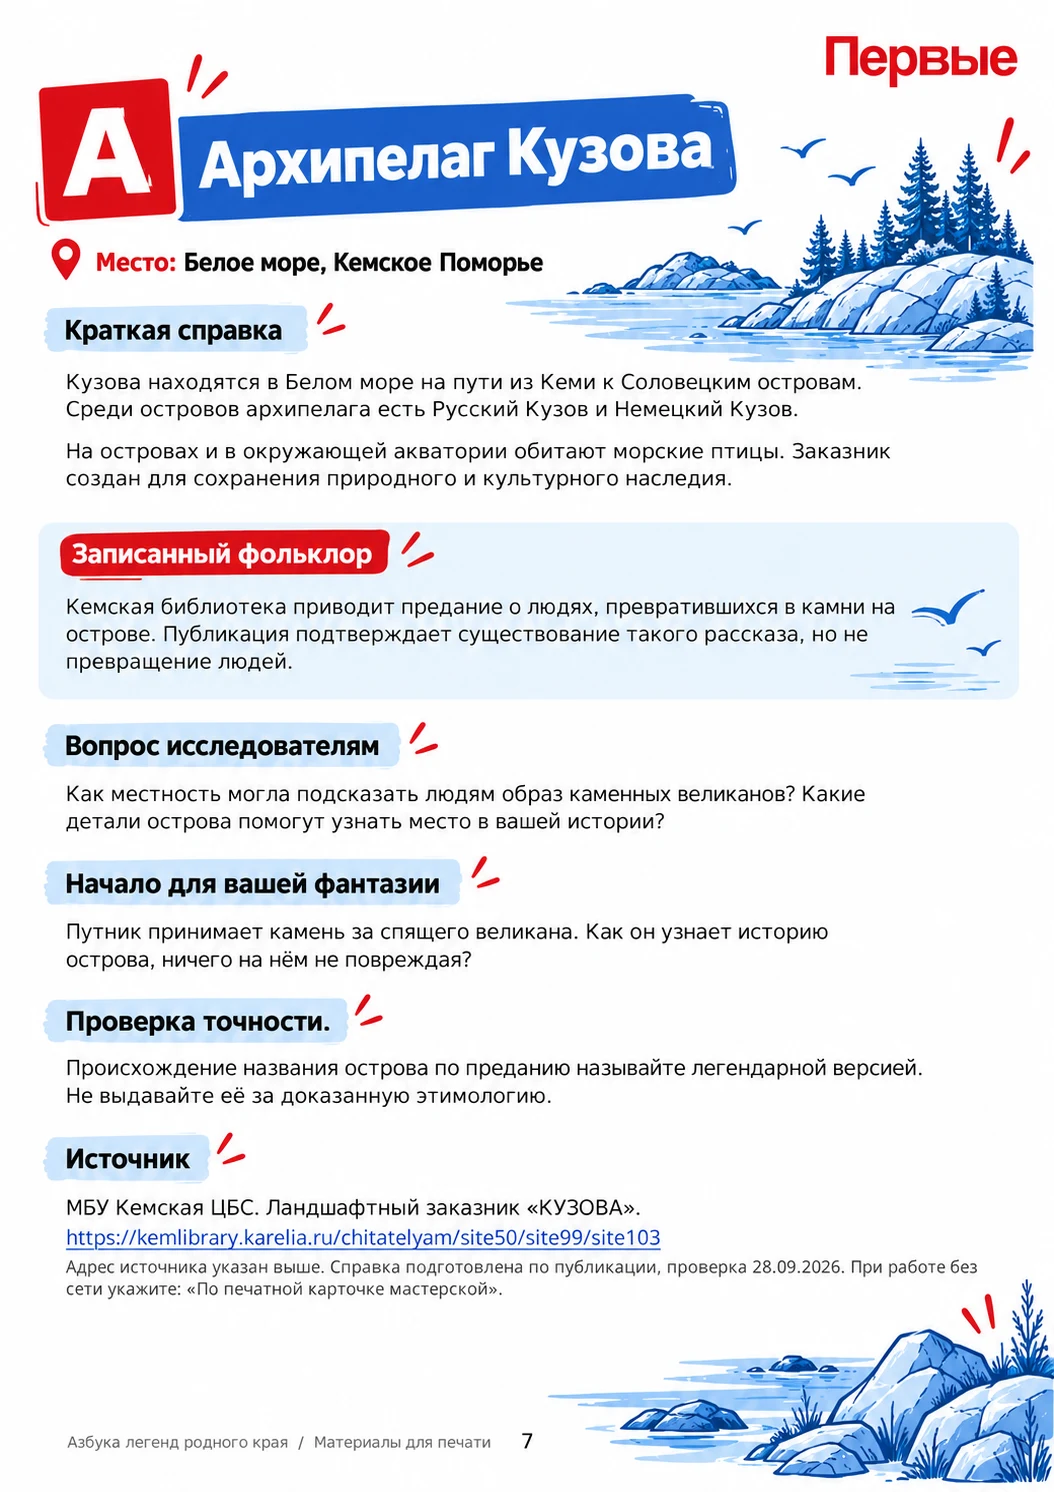 Первые
А
Архипелаг Кузова
Место: Белое море, Кемское Поморье
Краткая справка
Кузова находятся в Белом море на пути из Кеми к Соловецким островам.
Среди островов архипелага есть Русский Кузов и Немецкий Кузов.
На островах и в окружающей акватории обитают морские птицы. Заказник
создан для сохранения природного и культурного наследия.
Записанный фольклор
Кемская библиотека приводит предание о людях, превратившихся в камни на
острове. Публикация подтверждает существование такого рассказа, но не
превращение людей.
Вопрос исследователям
Как местность могла подсказать людям образ каменных великанов? Какие
детали острова помогут узнать место в вашей истории?
Начало для вашей фантазии
Путник принимает камень за спящего великана. Как он узнает историю
острова, ничего на нём не повреждая?
Проверка точности.
Происхождение названия острова по преданию называйте легендарной версией.
Не выдавайте её за доказанную этимологию.
Источник
МБУ Кемская ЦБС. Ландшафтный заказник «КУЗОВА».
https://kemlibrary.karelia.ru/chitatelyam/site50/site99/site103
Адрес источника указан выше. Справка подготовлена по публикации, проверка 28.09.2026. При работе без
сети укажите: «По печатной карточке мастерской».
Азбука легенд родного края / Материалы для печати 7